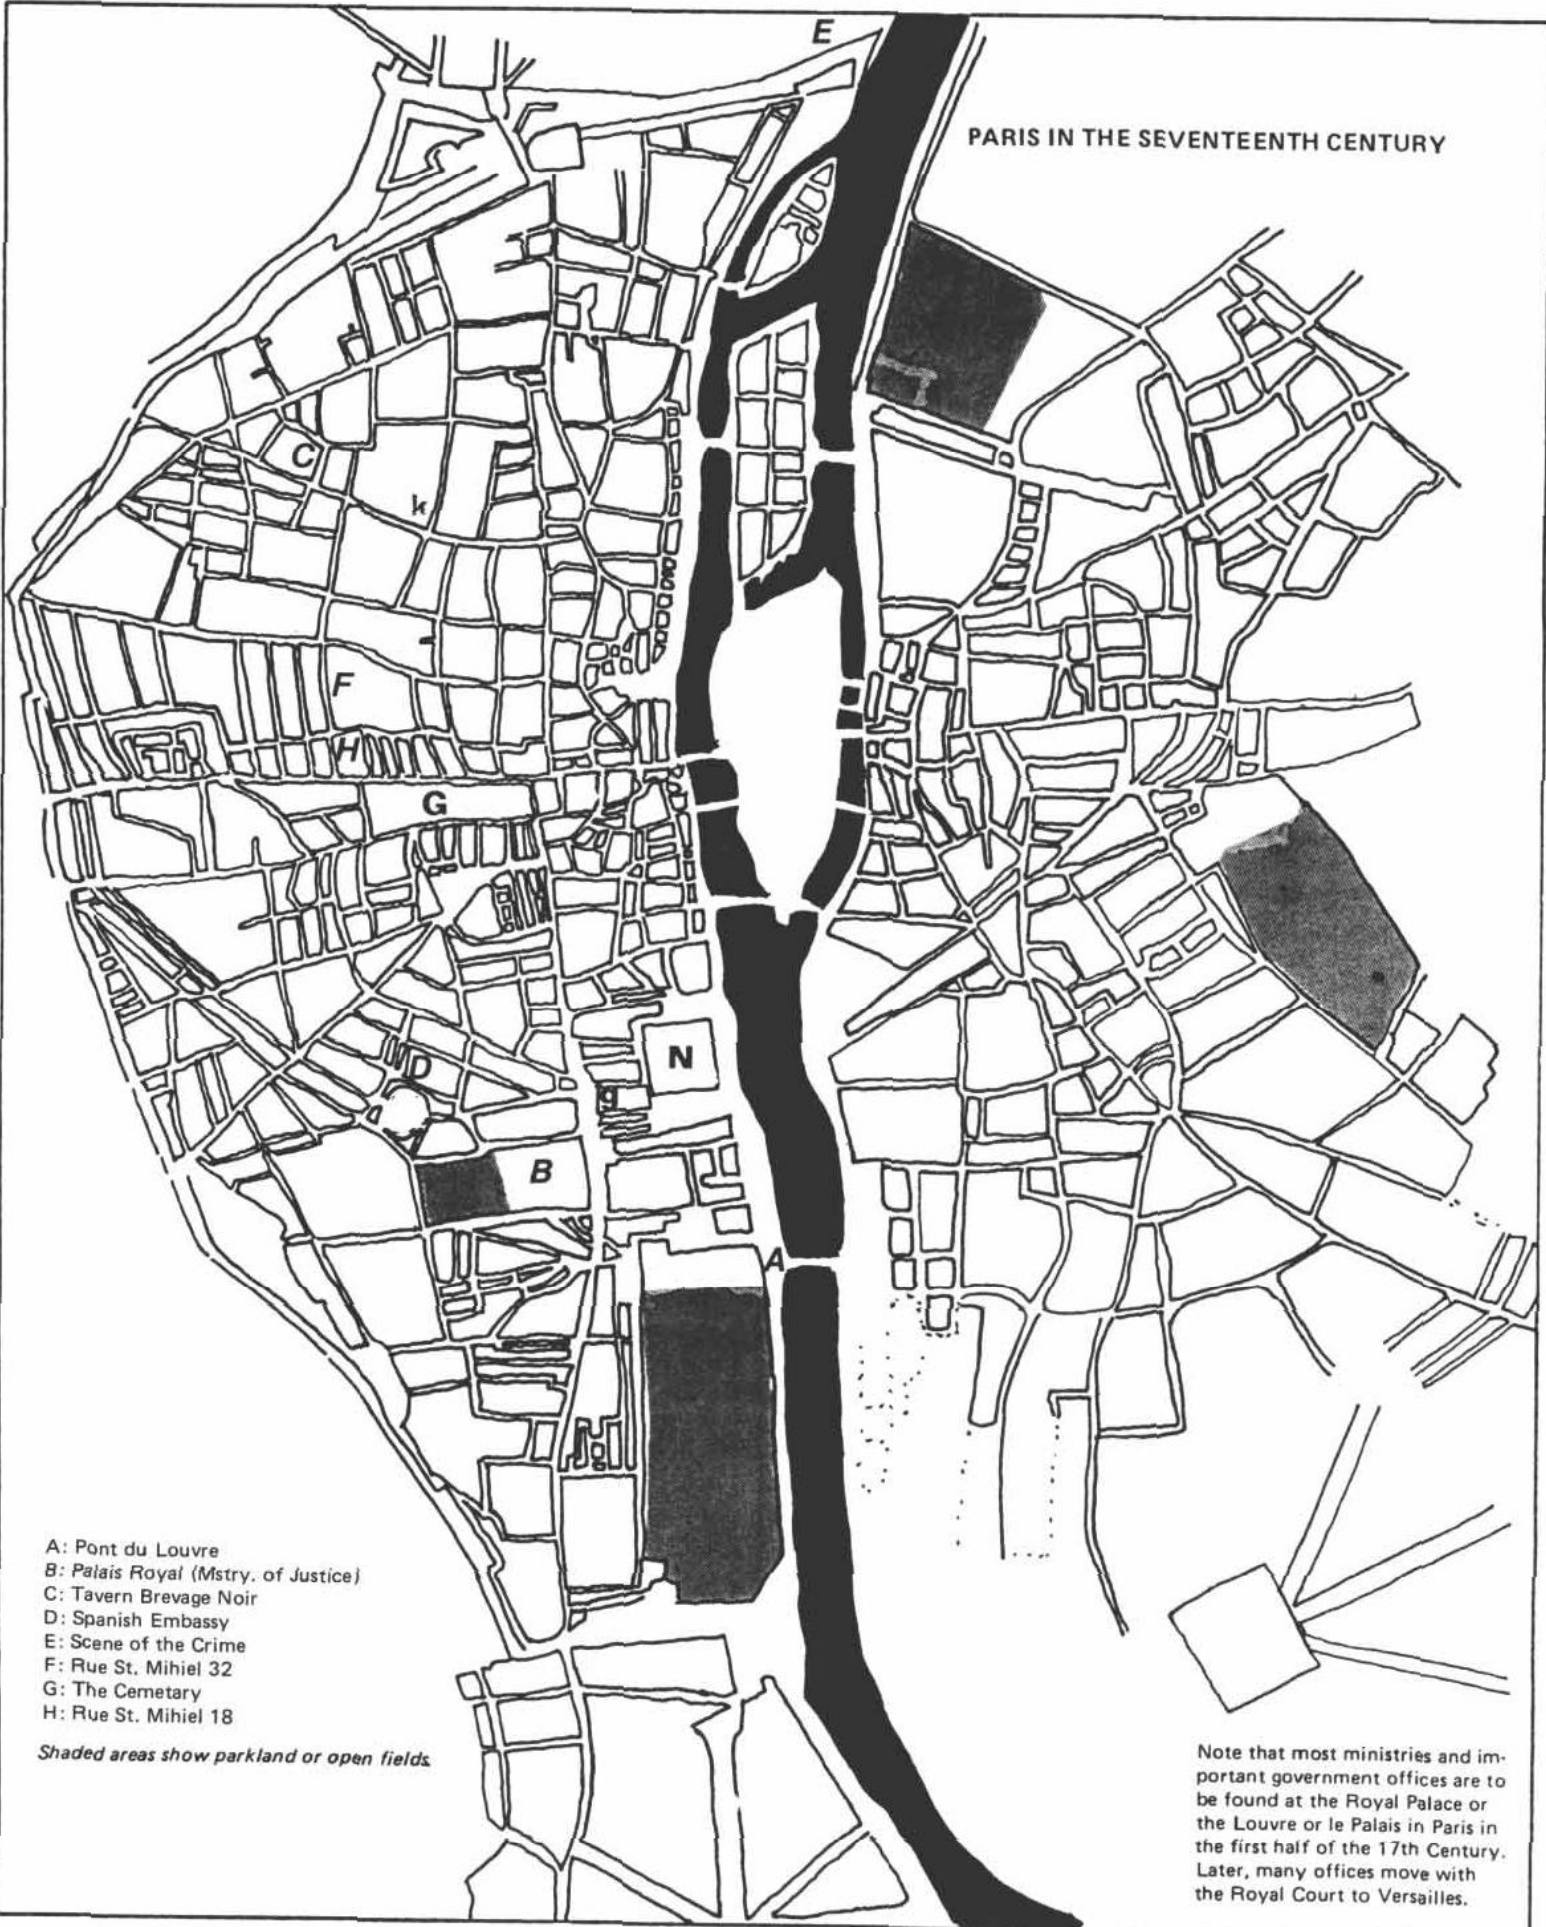 E
PARIS IN THE SEVENTEENTH CENTURY
C
k
F
H
G
N
D
g
B
A
A: Pont du Louvre
B: Palais Royal (Mstry. of Justice)
C: Tavern Brevage Noir
D: Spanish Embassy
E: Scene of the Crime
F: Rue St. Mihiel 32
G: The Cemetary
H: Rue St. Mihiel 18
Shaded areas show parkland or open fields.
Note that most ministries and im-
portant government offices are to
be found at the Royal Palace or
the Louvre or le Palais in Paris in
the first half of the 17th Century.
Later, many offices move with
the Royal Court to Versailles.